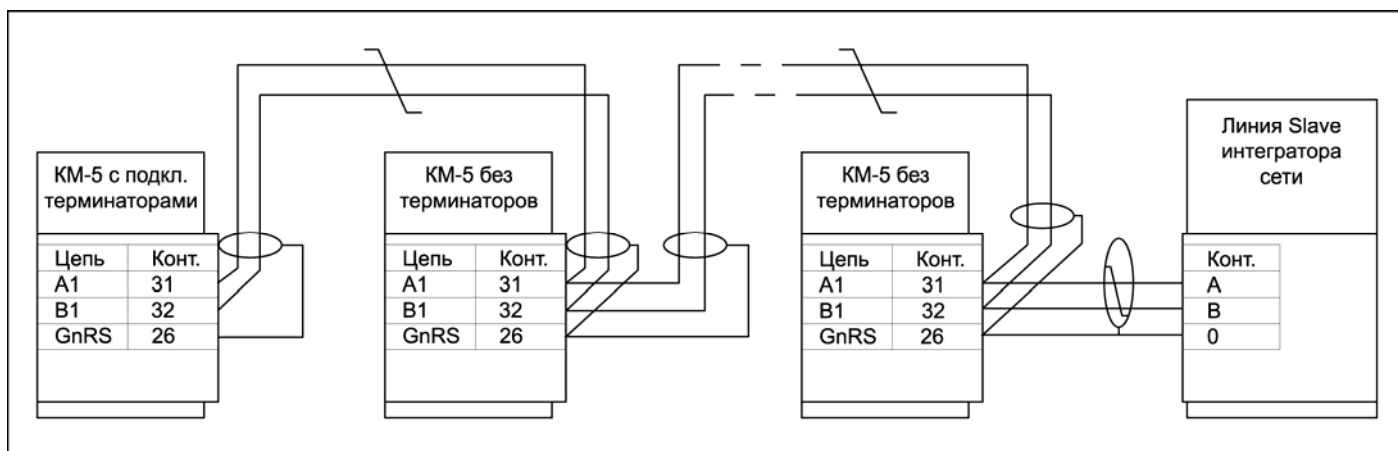 КМ-5 с подкл.
терминаторами
Цепь Конт.
A1 31
B1 32
GnRS 26
КМ-5 без
терминаторов
Цепь Конт.
A1 31
B1 32
GnRS 26
КМ-5 без
терминаторов
Цепь Конт.
A1 31
B1 32
GnRS 26
Линия Slave
интегратора
сети
Конт.
A
B
0